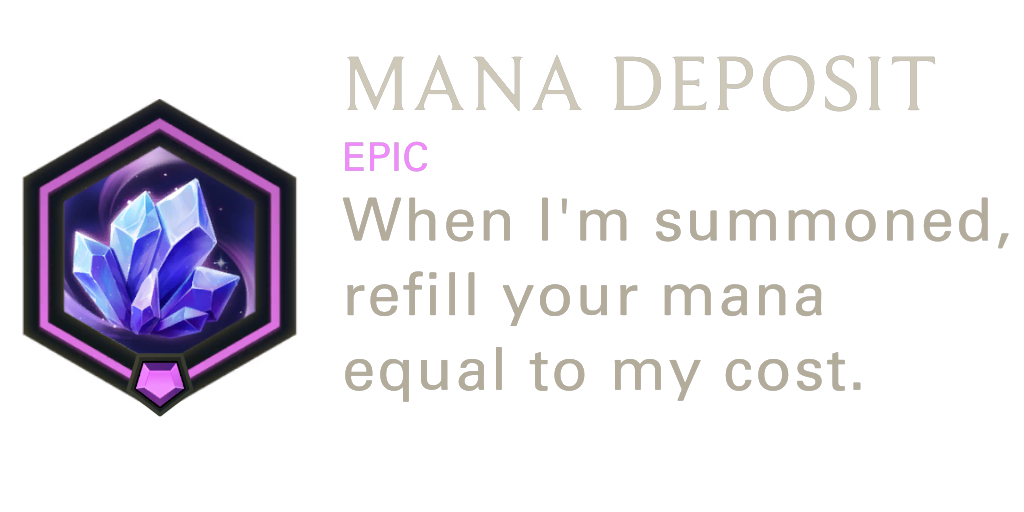 MANA DEPOSIT
EPIC
When I'm summoned,
refill your mana
equal to my cost.